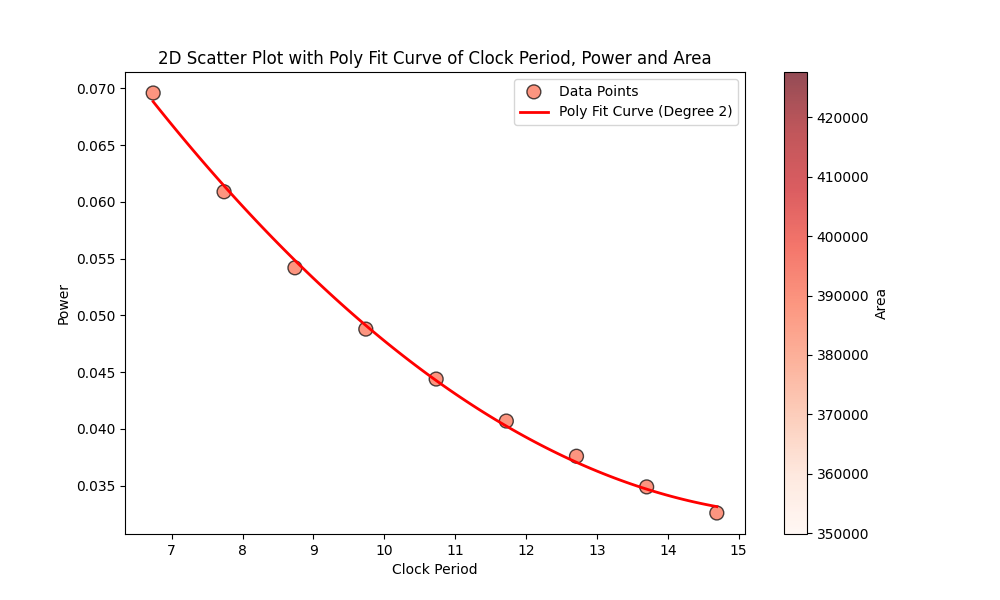 2D Scatter Plot with Poly Fit Curve of Clock Period, Power and Area
Data Points
Poly Fit Curve (Degree 2)
0.070
0.065
0.060
0.055
0.050
0.045
0.040
0.035
Power
7 8 9 10 11 12 13 14 15
Clock Period
420000
410000
400000
390000
380000
370000
360000
350000
Area